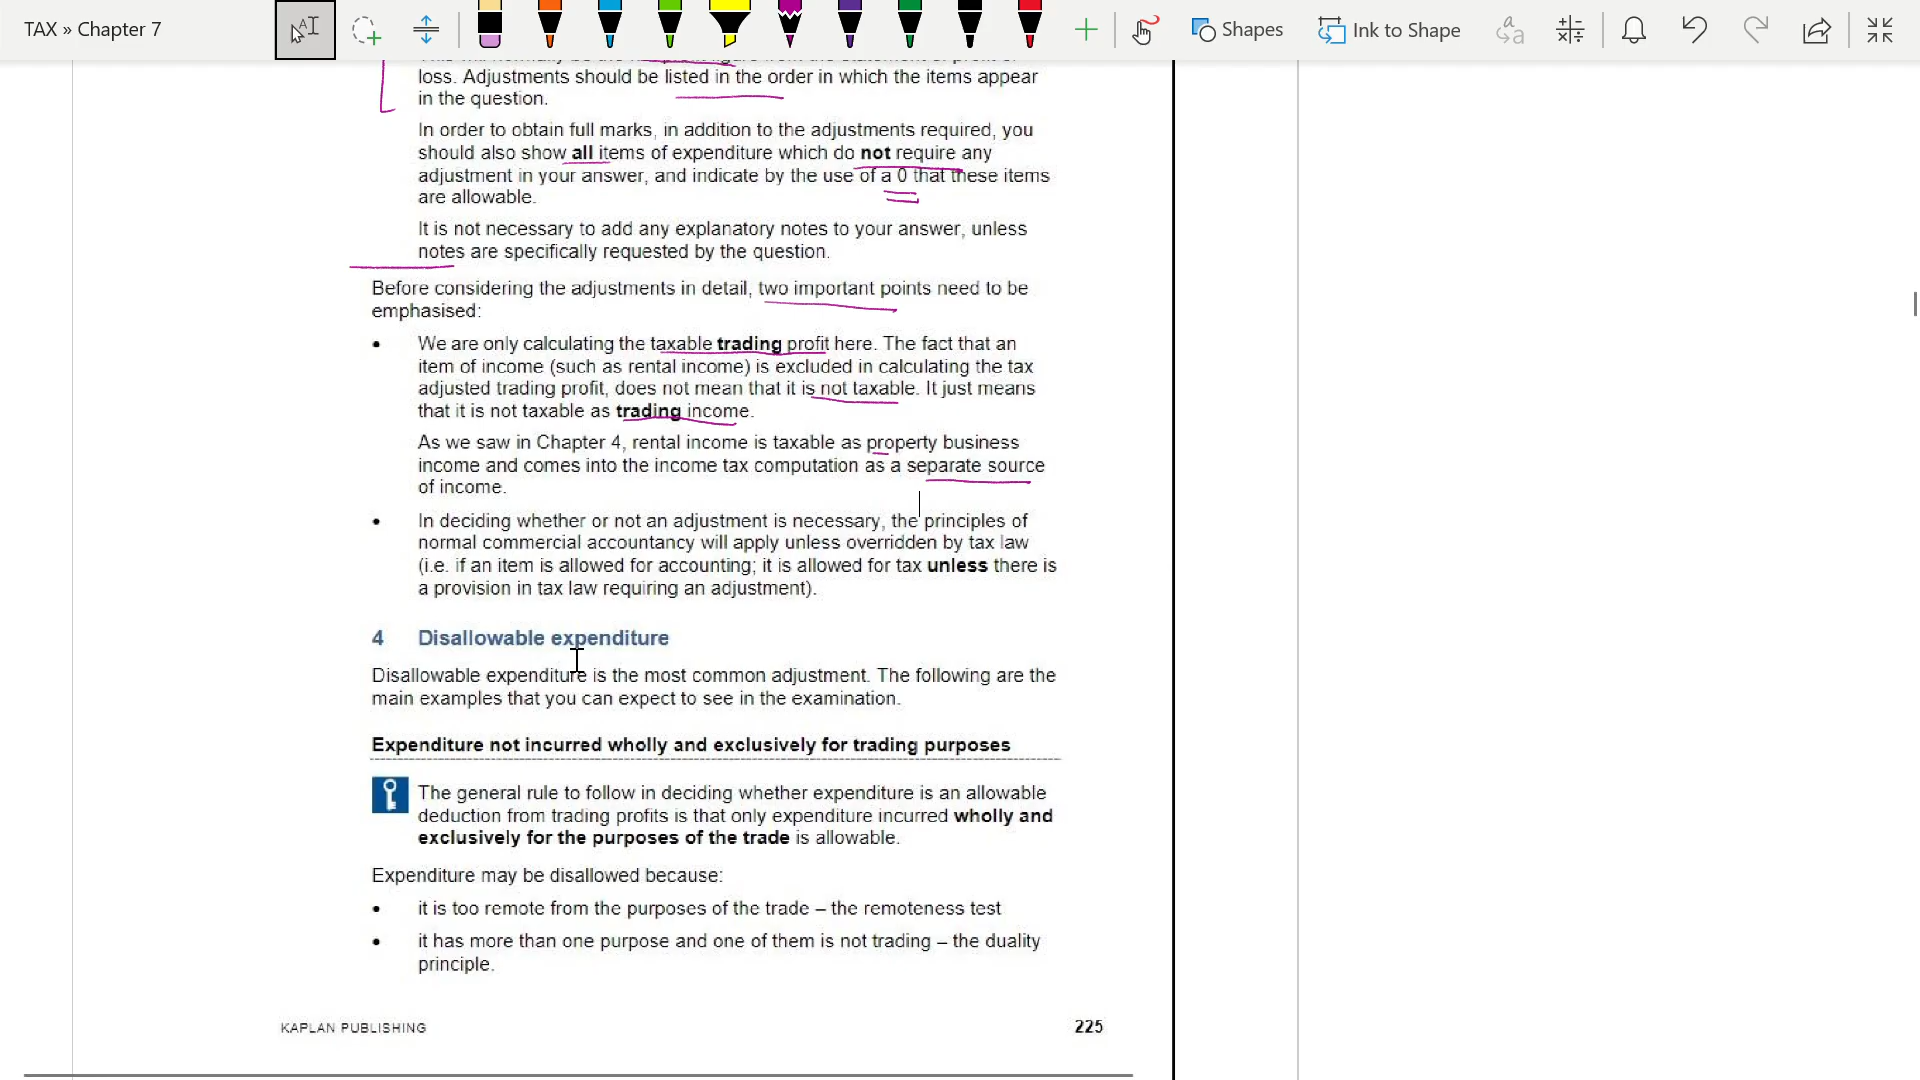 TAX » Chapter 7
Shapes
Ink to Shape
loss. Adjustments should be listed in the order in which the items appear
in the question.
In order to obtain full marks, in addition to the adjustments required, you
should also show all items of expenditure which do not require any
adjustment in your answer, and indicate by the use of a 0 that these items
are allowable.
It is not necessary to add any explanatory notes to your answer, unless
notes are specifically requested by the question.
Before considering the adjustments in detail, two important points need to be
emphasised:
• We are only calculating the taxable trading profit here. The fact that an
item of income (such as rental income) is excluded in calculating the tax
adjusted trading profit, does not mean that it is not taxable. It just means
that it is not taxable as trading income.
As we saw in Chapter 4, rental income is taxable as property business
income and comes into the income tax computation as a separate source
of income.
• In deciding whether or not an adjustment is necessary, the principles of
normal commercial accountancy will apply unless overridden by tax law
(i.e. if an item is allowed for accounting; it is allowed for tax unless there is
a provision in tax law requiring an adjustment).
4 Disallowable expenditure
Disallowable expenditure is the most common adjustment. The following are the
main examples that you can expect to see in the examination.
Expenditure not incurred wholly and exclusively for trading purposes
The general rule to follow in deciding whether expenditure is an allowable
deduction from trading profits is that only expenditure incurred wholly and
exclusively for the purposes of the trade is allowable.
Expenditure may be disallowed because:
• it is too remote from the purposes of the trade – the remoteness test
• it has more than one purpose and one of them is not trading – the duality
principle.
KAPLAN PUBLISHING
225